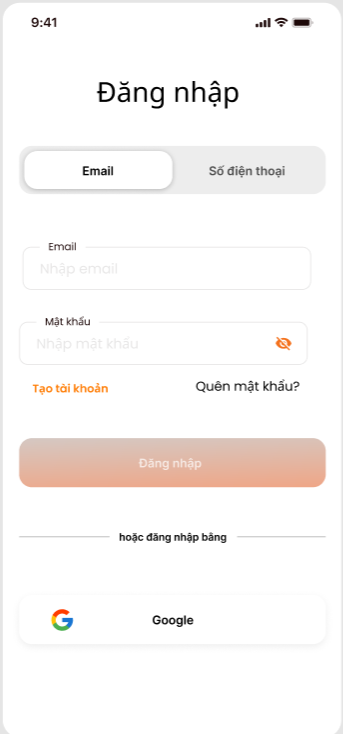 9:41
Đăng nhập
Email
Số điện thoại
Email
Nhập email
Mật khẩu
Nhập mật khẩu
Tạo tài khoản
Quên mật khẩu?
Đăng nhập
hoặc đăng nhập bằng
Google